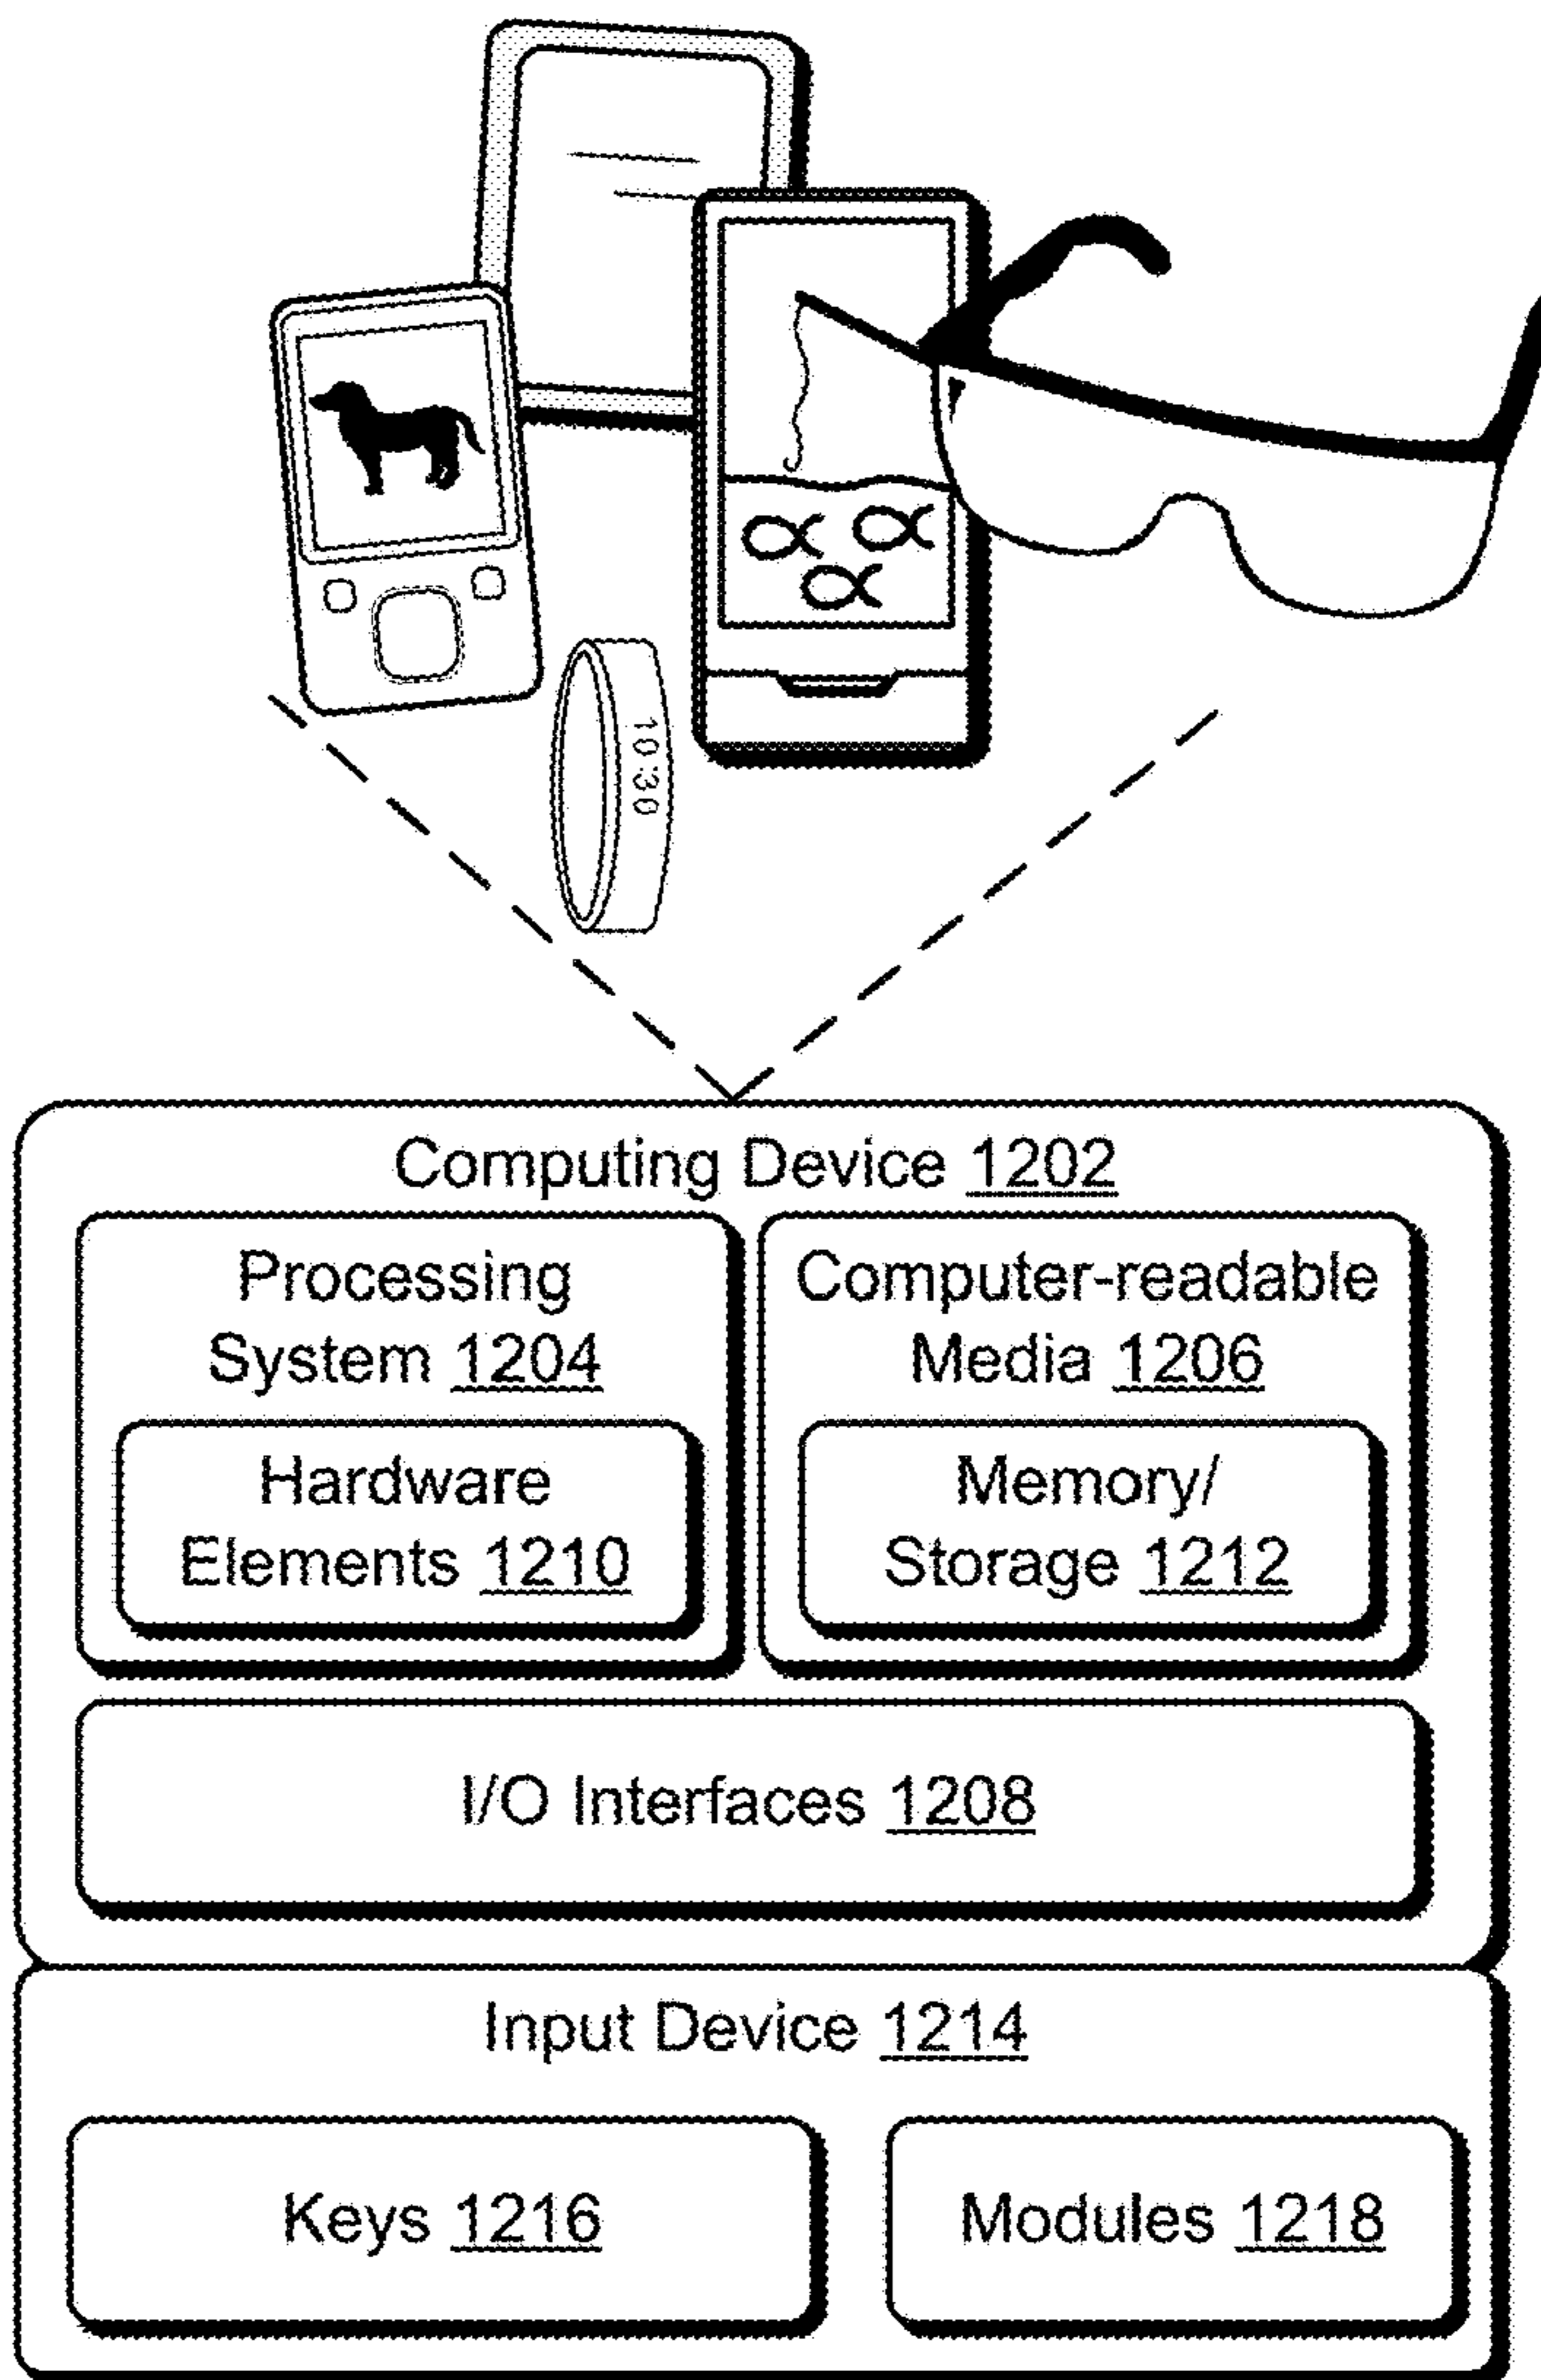 10:30
Computing Device 1202
Processing
System 1204
Computer-readable
Media 1206
Hardware
Elements 1210
Memory/
Storage 1212
I/O Interfaces 1208
Input Device 1214
Keys 1216
Modules 1218